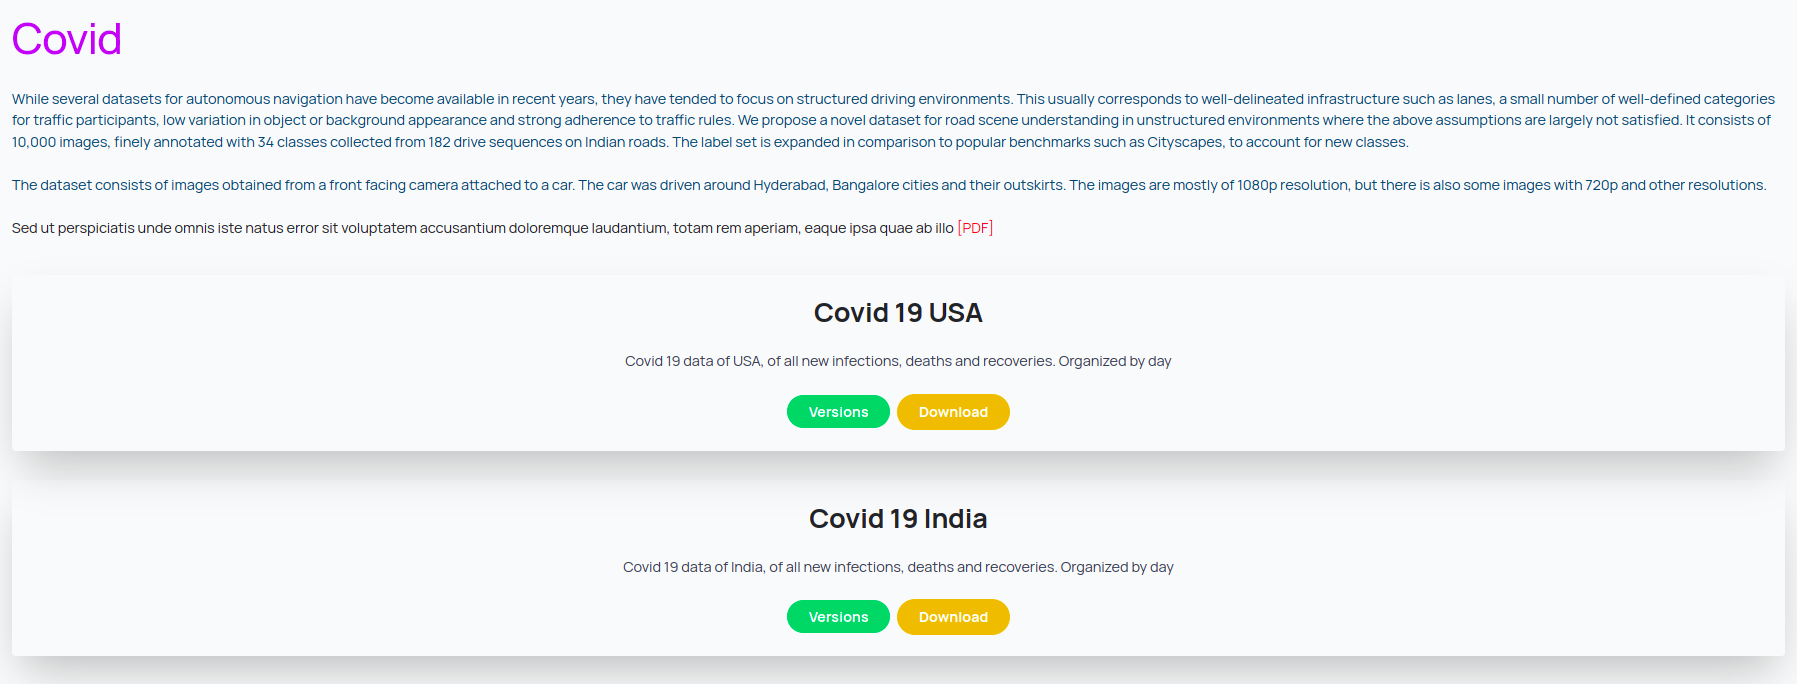 Covid
While several datasets for autonomous navigation have become available in recent years, they have tended to focus on structured driving environments. This usually corresponds to well-delineated infrastructure such as lanes, a small number of well-defined categories
for traffic participants, low variation in object or background appearance and strong adherence to traffic rules. We propose a novel dataset for road scene understanding in unstructured environments where the above assumptions are largely not satisfied. It consists of
10,000 images, finely annotated with 34 classes collected from 182 drive sequences on Indian roads. The label set is expanded in comparison to popular benchmarks such as Cityscapes, to account for new classes.
The dataset consists of images obtained from a front facing camera attached to a car. The car was driven around Hyderabad, Bangalore cities and their outskirts. The images are mostly of 1080p resolution, but there is also some images with 720p and other resolutions.
Sed ut perspiciatis unde omnis iste natus error sit voluptatem accusantium doloremque laudantium, totam rem aperiam, eaque ipsa quae ab illo [PDF]
Covid 19 USA
Covid 19 data of USA, of all new infections, deaths and recoveries. Organized by day
Versions Download
Covid 19 India
Covid 19 data of India, of all new infections, deaths and recoveries. Organized by day
Versions Download